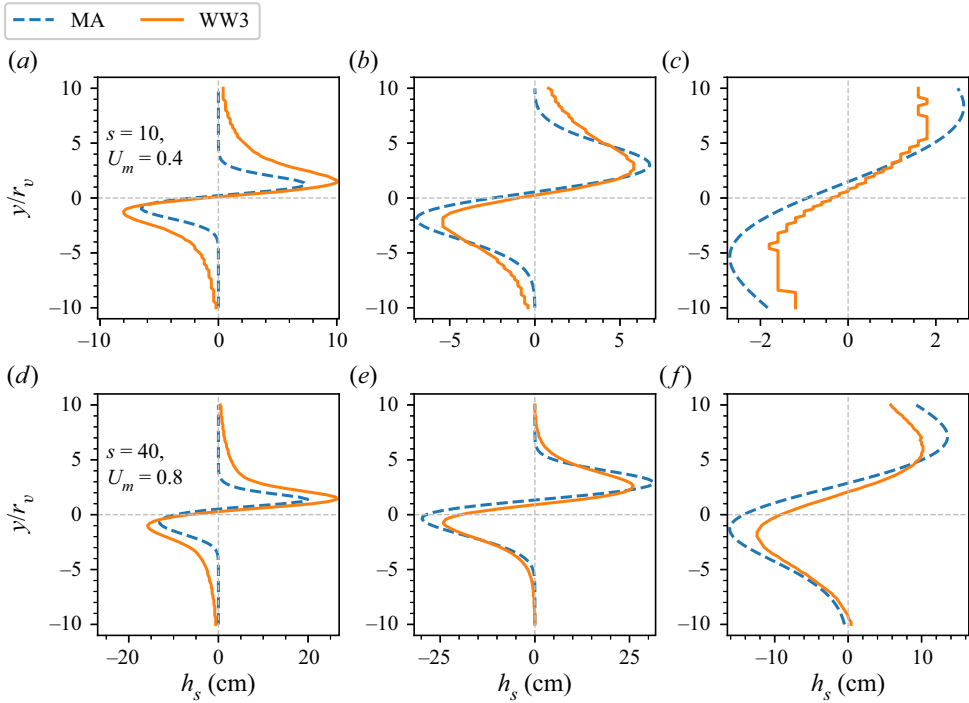 MA WW3
(a) (b) (c)
10 10 10
s = 10,
U_m = 0.4
5 5 5
y/r_v
0 0 0
−5 −5 −5
−10 −10 −10
−10 0 10 −5 0 5 −2 0 2
(d) (e) (f)
10 10 10
s = 40,
U_m = 0.8
5 5 5
y/r_v
0 0 0
−5 −5 −5
−10 −10 −10
−20 0 20 −25 0 25 −10 0 10
h_s (cm) h_s (cm) h_s (cm)